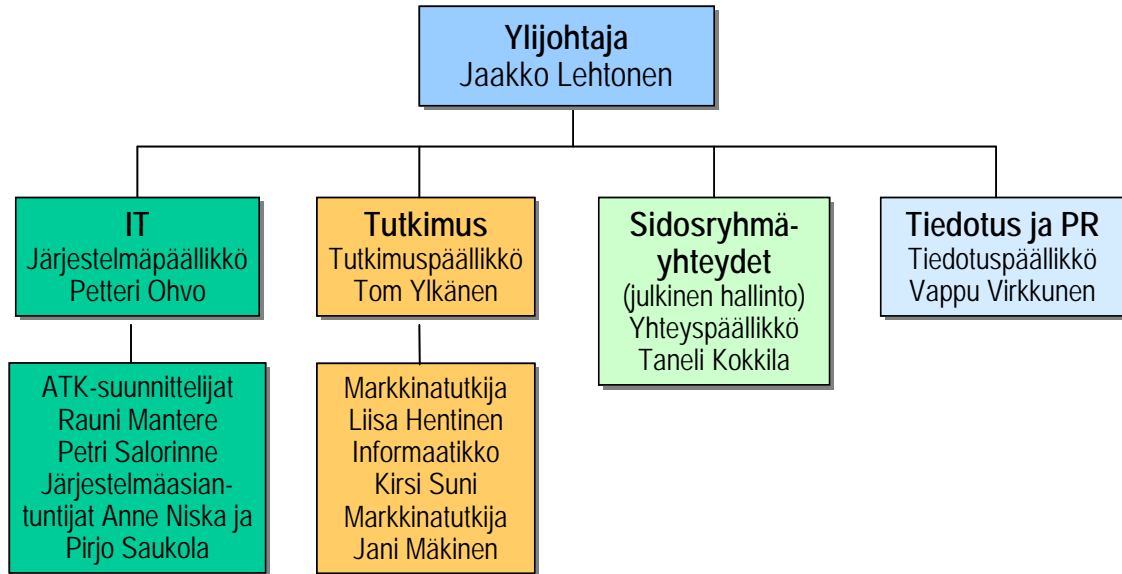 Ylijohtaja
Jaakko Lehtonen
IT
Järjestelmäpäällikkö
Petteri Ohvo
Tutkimus
Tutkimuspäällikkö
Tom Ylkänen
Sidosryhmä-
yhteydet
(julkinen hallinto)
Yhteyspäällikkö
Taneli Kokkila
Tiedotus ja PR
Tiedotuspäällikkö
Vappu Virkkunen
ATK-suunnittelijat
Rauni Mantere
Petri Salorinne
Järjestelmäasian-
tuntijat Anne Niska ja
Pirjo Saukola
Markkinatutkija
Liisa Hentinen
Informaatikko
Kirsi Suni
Markkinatutkija
Jani Mäkinen